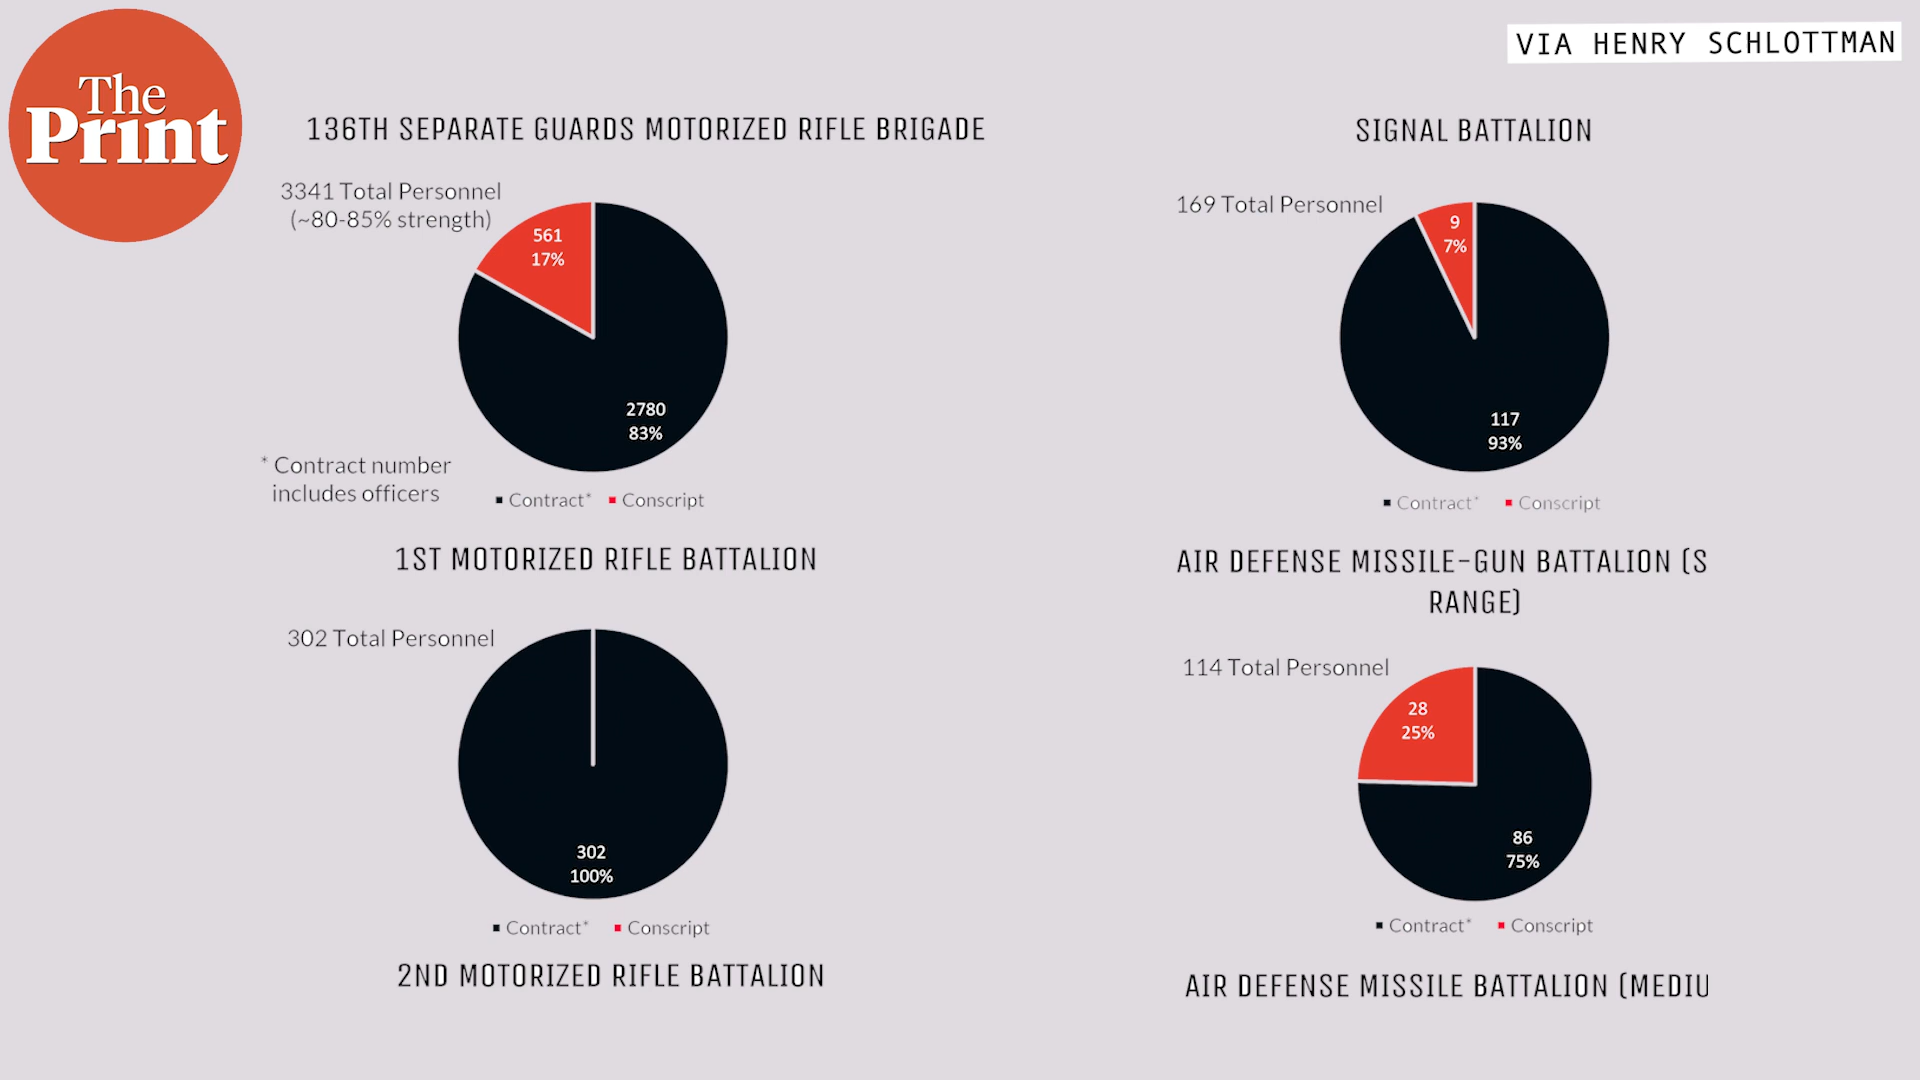 The
Print
VIA HENRY SCHLOTTMAN
136TH SEPARATE GUARDS MOTORIZED RIFLE BRIGADE
3341 Total Personnel
(~80-85% strength)
561
17%
2780
83%
* Contract number
includes officers
Contract* Conscript
1ST MOTORIZED RIFLE BATTALION
302 Total Personnel
302
100%
Contract* Conscript
2ND MOTORIZED RIFLE BATTALION
SIGNAL BATTALION
169 Total Personnel
9
7%
117
93%
Contract* Conscript
AIR DEFENSE MISSILE-GUN BATTALION (S
RANGE)
114 Total Personnel
28
25%
86
75%
Contract* Conscript
AIR DEFENSE MISSILE BATTALION (MEDIU